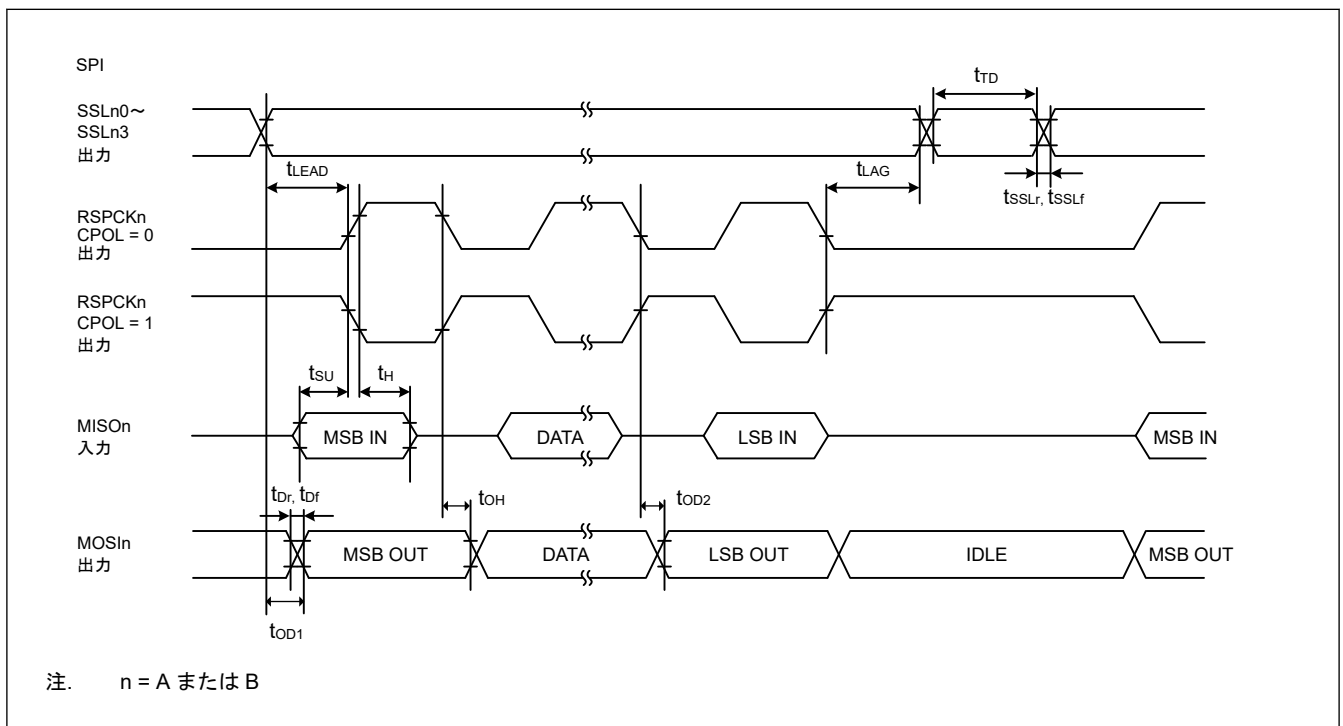 SPI
tTD
SSLn0～
SSLn3
出力
tLEAD
tLAG
tSSLr, tSSLf
RSPCKn
CPOL = 0
出力
RSPCKn
CPOL = 1
出力
tSU
tH
MISOn
入力
MSB IN
DATA
LSB IN
MSB IN
tDr, tDf
tOH
tOD2
MOSIn
出力
MSB OUT
DATA
LSB OUT
IDLE
MSB OUT
tOD1
注. n = A または B